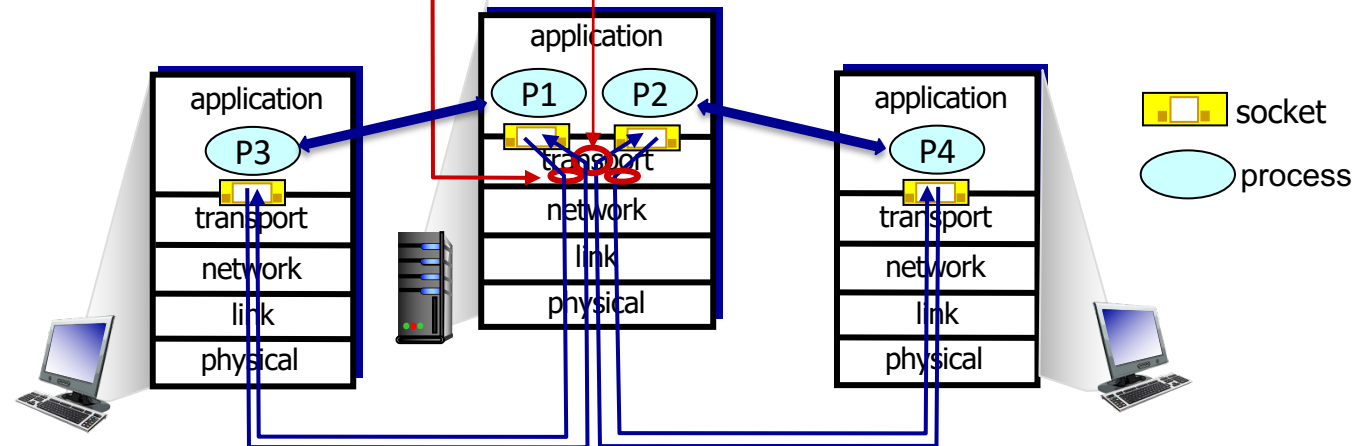 application
P3
transport
network
link
physical
application
P1
P2
transport
network
link
physical
application
P4
transport
network
link
physical
socket
process